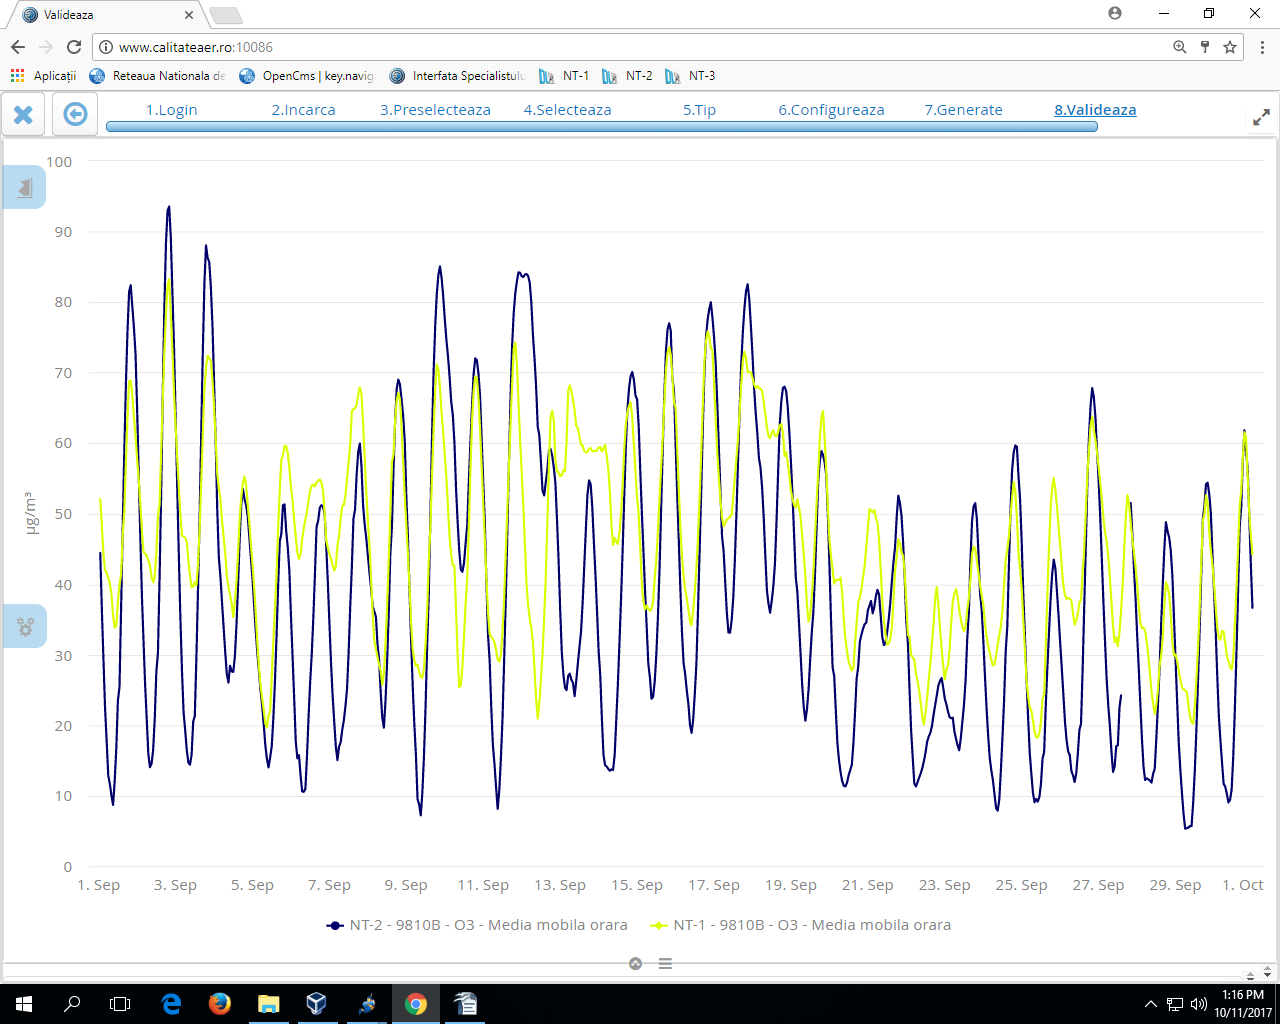 Valideaza
www.calitateaer.ro:10086
Aplicații
Reteaua Nationala de
OpenCms | key.navig
Interfata Specialistulu
NT-1
NT-2
NT-3
1.Login
2.Incarca
3.Preselecteaza
4.Selecteaza
5.Tip
6.Configureaza
7.Generate
8.Valideaza
100
90
80
70
60
50
40
30
20
10
0
µg/m³
1. Sep
3. Sep
5. Sep
7. Sep
9. Sep
11. Sep
13. Sep
15. Sep
17. Sep
19. Sep
21. Sep
23. Sep
25. Sep
27. Sep
29. Sep
1. Oct
NT-2 - 9810B - O3 - Media mobila orara
NT-1 - 9810B - O3 - Media mobila orara
1:16 PM
10/11/2017